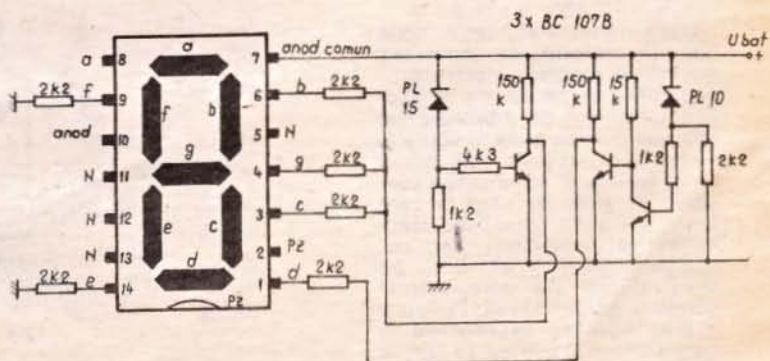 3 x BC 107B
U bat
+
anod comun
a
8
7
a
2k2
f
9
6
b
2k2
f
b
anod
10
5
N
g
N
11
4
g
2k2
N
12
3
c
2k2
e
c
N
13
2
Pz
d
2k2
e
14
1
d
2k2
Pz
PL
15
150
k
150
k
15
k
PL 10
4k3
1k2
1k2
2k2